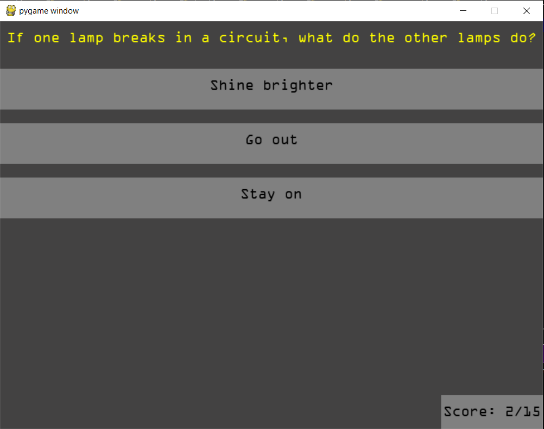 pygame window
If one lamp breaks in a circuit, what do the other lamps do?
Shine brighter
Go out
Stay on
Score: 2/15